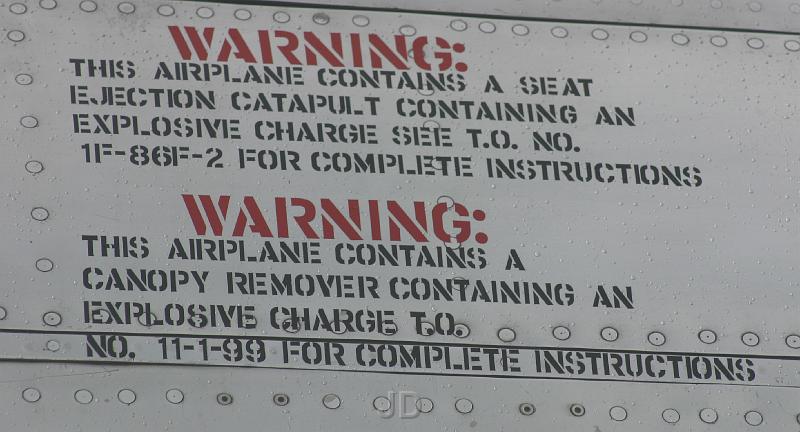 WARNING:
THIS AIRPLANE CONTAINS A SEAT
EJECTION CATAPULT CONTAINING AN
EXPLOSIVE CHARGE SEE T.O. NO.
1F-86F-2 FOR COMPLETE INSTRUCTIONS
WARNING:
THIS AIRPLANE CONTAINS A
CANOPY REMOVER CONTAINING AN
EXPLOSIVE CHARGE T.O.
NO. 11-1-99 FOR COMPLETE INSTRUCTIONS
JD